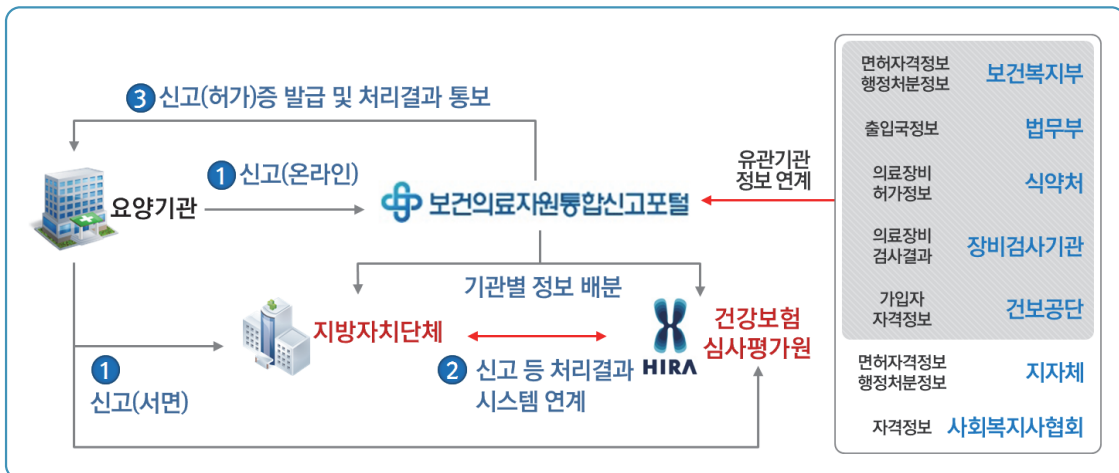 3 신고(허가)증 발급 및 처리결과 통보
요양기관
1 신고(온라인)
보건의료자원통합신고포털
유관기관
정보 연계
기관별 정보 배분
지방자치단체
HIRA
건강보험
심사평가원
1
신고(서면)
2 신고 등 처리결과
시스템 연계
면허자격정보
행정처분정보
보건복지부
출입국정보
법무부
의료장비
허가정보
식약처
의료장비
검사결과
장비검사기관
가입자
자격정보
건보공단
면허자격정보
행정처분정보
지자체
자격정보
사회복지사협회